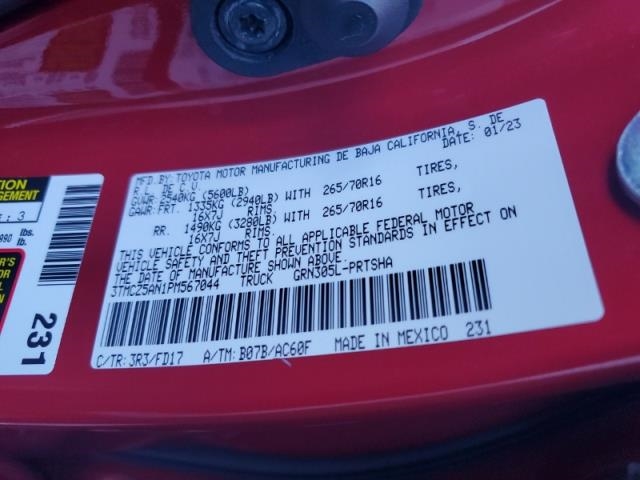 MFD.BY: TOYOTA MOTOR MANUFACTURING DE BAJA CALIFORNIA, S. DE
R.L. DE C.V. DATE: 01/23
GVWR: 2540KG (5600LB)
GAWR: FRT. 1335KG (2940LB) WITH 265/70R16 TIRES,
16X7J RIMS.
RR. 1490KG (3280LB) WITH 265/70R16 TIRES,
16X7J RIMS.
THIS VEHICLE CONFORMS TO ALL APPLICABLE FEDERAL MOTOR
VEHICLE SAFETY AND THEFT PREVENTION STANDARDS IN EFFECT ON
THE DATE OF MANUFACTURE SHOWN ABOVE.
3TMCZ5AN1PM567044 TRUCK GRN305L-PRTSHA
C/TR: 3R3/FD17 A/TM: B07B/AC60F MADE IN MEXICO 231
: 3
lbs.
lb.
231